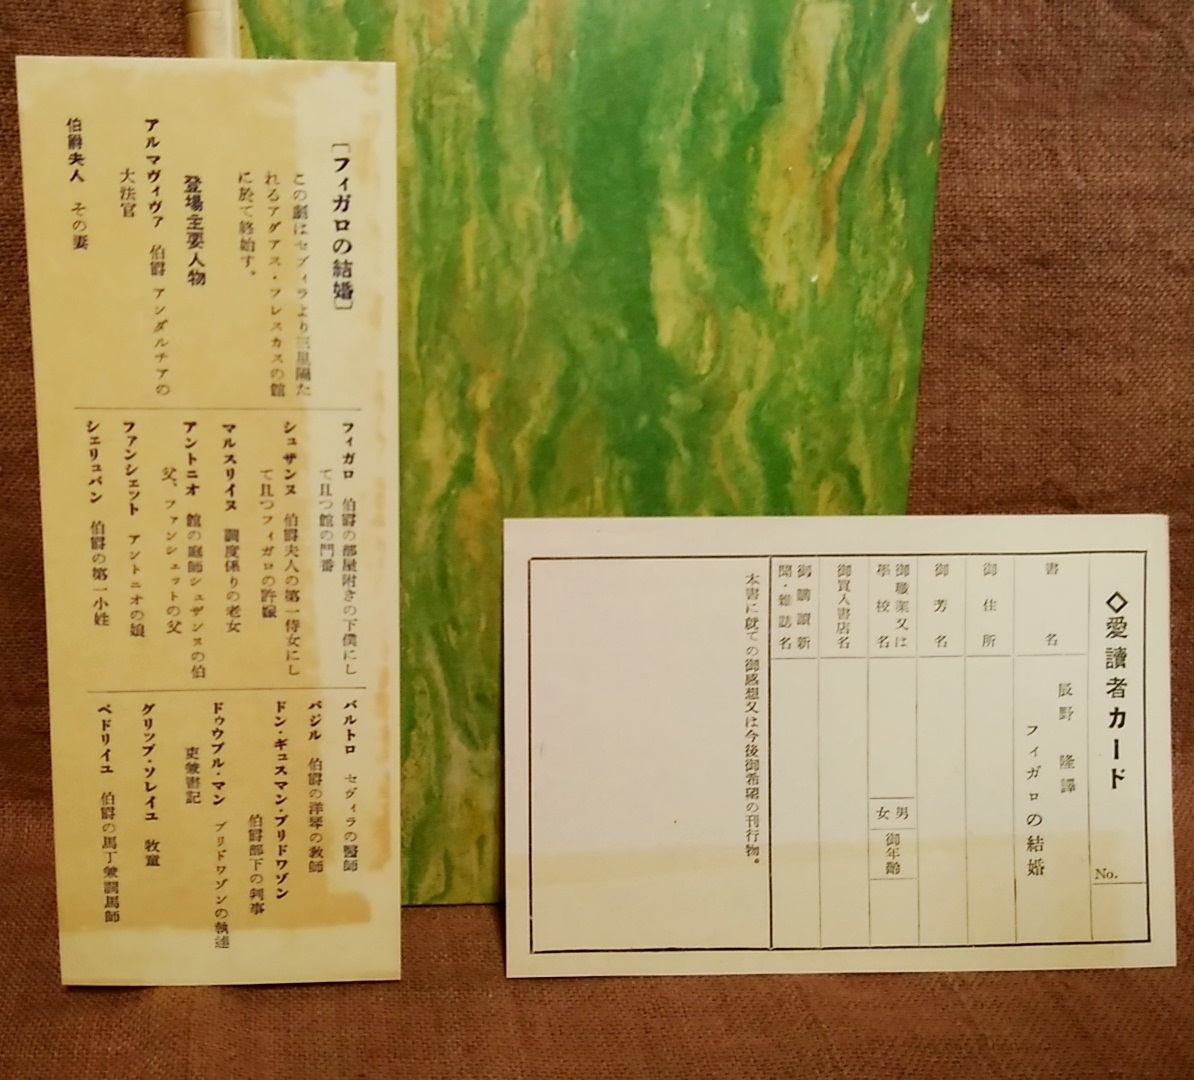 〔フィガロの結婚〕
この劇はセヴィラより三里隔た
れるアグアス・フレスカスの館
に於て終始す。
登場主要人物
アルマヴィヴァ 伯爵 アンダルチアの
大法官
伯爵夫人 その妻
フィガロ 伯爵の部屋附きの下僕にし
て且つ館の門番
シュザンヌ 伯爵夫人の第一侍女にし
て且つフィガロの許嫁
マルスリイヌ 調度係りの老女
アントニオ 館の庭師シュザンヌの伯
父、ファンシェットの父
ファンシェット アントニオの娘
シェリュバン 伯爵の第一小姓
バルトロ セヴィラの醫師
バジル 伯爵の洋琴の教師
ドン・ギュスマン・ブリドワゾン
伯爵部下の判事
ドゥウブル・マン ブリドワゾンの執達
吏兼書記
グリップ・ソレイユ 牧童
ペドリイユ 伯爵の馬丁兼調馬師
◇愛讀者カード
No.
書名
辰野 隆譯
フィガロの結婚
御住所
御芳名
御職業又は
學校名
男
女
御年齡
御買入書店名
御購讀新
聞・雜誌名
本書に就ての御感想又は今後御希望の刊行物。